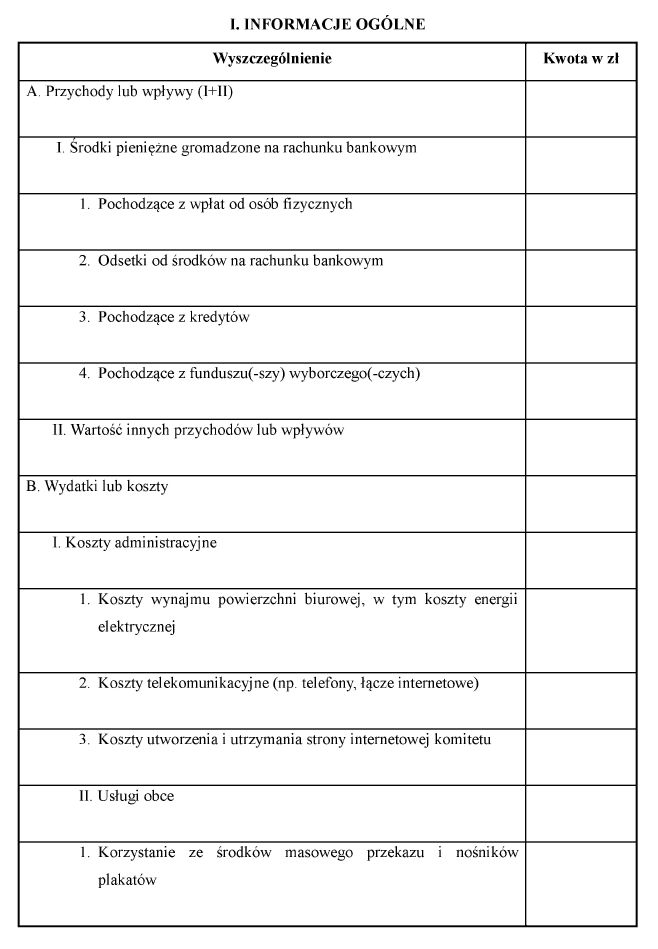 I. INFORMACJE OGÓLNE
Wyszczególnienie Kwota w zł
A. Przychody lub wpływy (I+II)
I. Środki pieniężne gromadzone na rachunku bankowym
1. Pochodzące z wpłat od osób fizycznych
2. Odsetki od środków na rachunku bankowym
3. Pochodzące z kredytów
4. Pochodzące z funduszu(-szy) wyborczego(-czych)
II. Wartość innych przychodów lub wpływów
B. Wydatki lub koszty
I. Koszty administracyjne
1. Koszty wynajmu powierzchni biurowej, w tym koszty energii
elektrycznej
2. Koszty telekomunikacyjne (np. telefony, łącze internetowe)
3. Koszty utworzenia i utrzymania strony internetowej komitetu
II. Usługi obce
1. Korzystanie ze środków masowego przekazu i nośników
plakatów